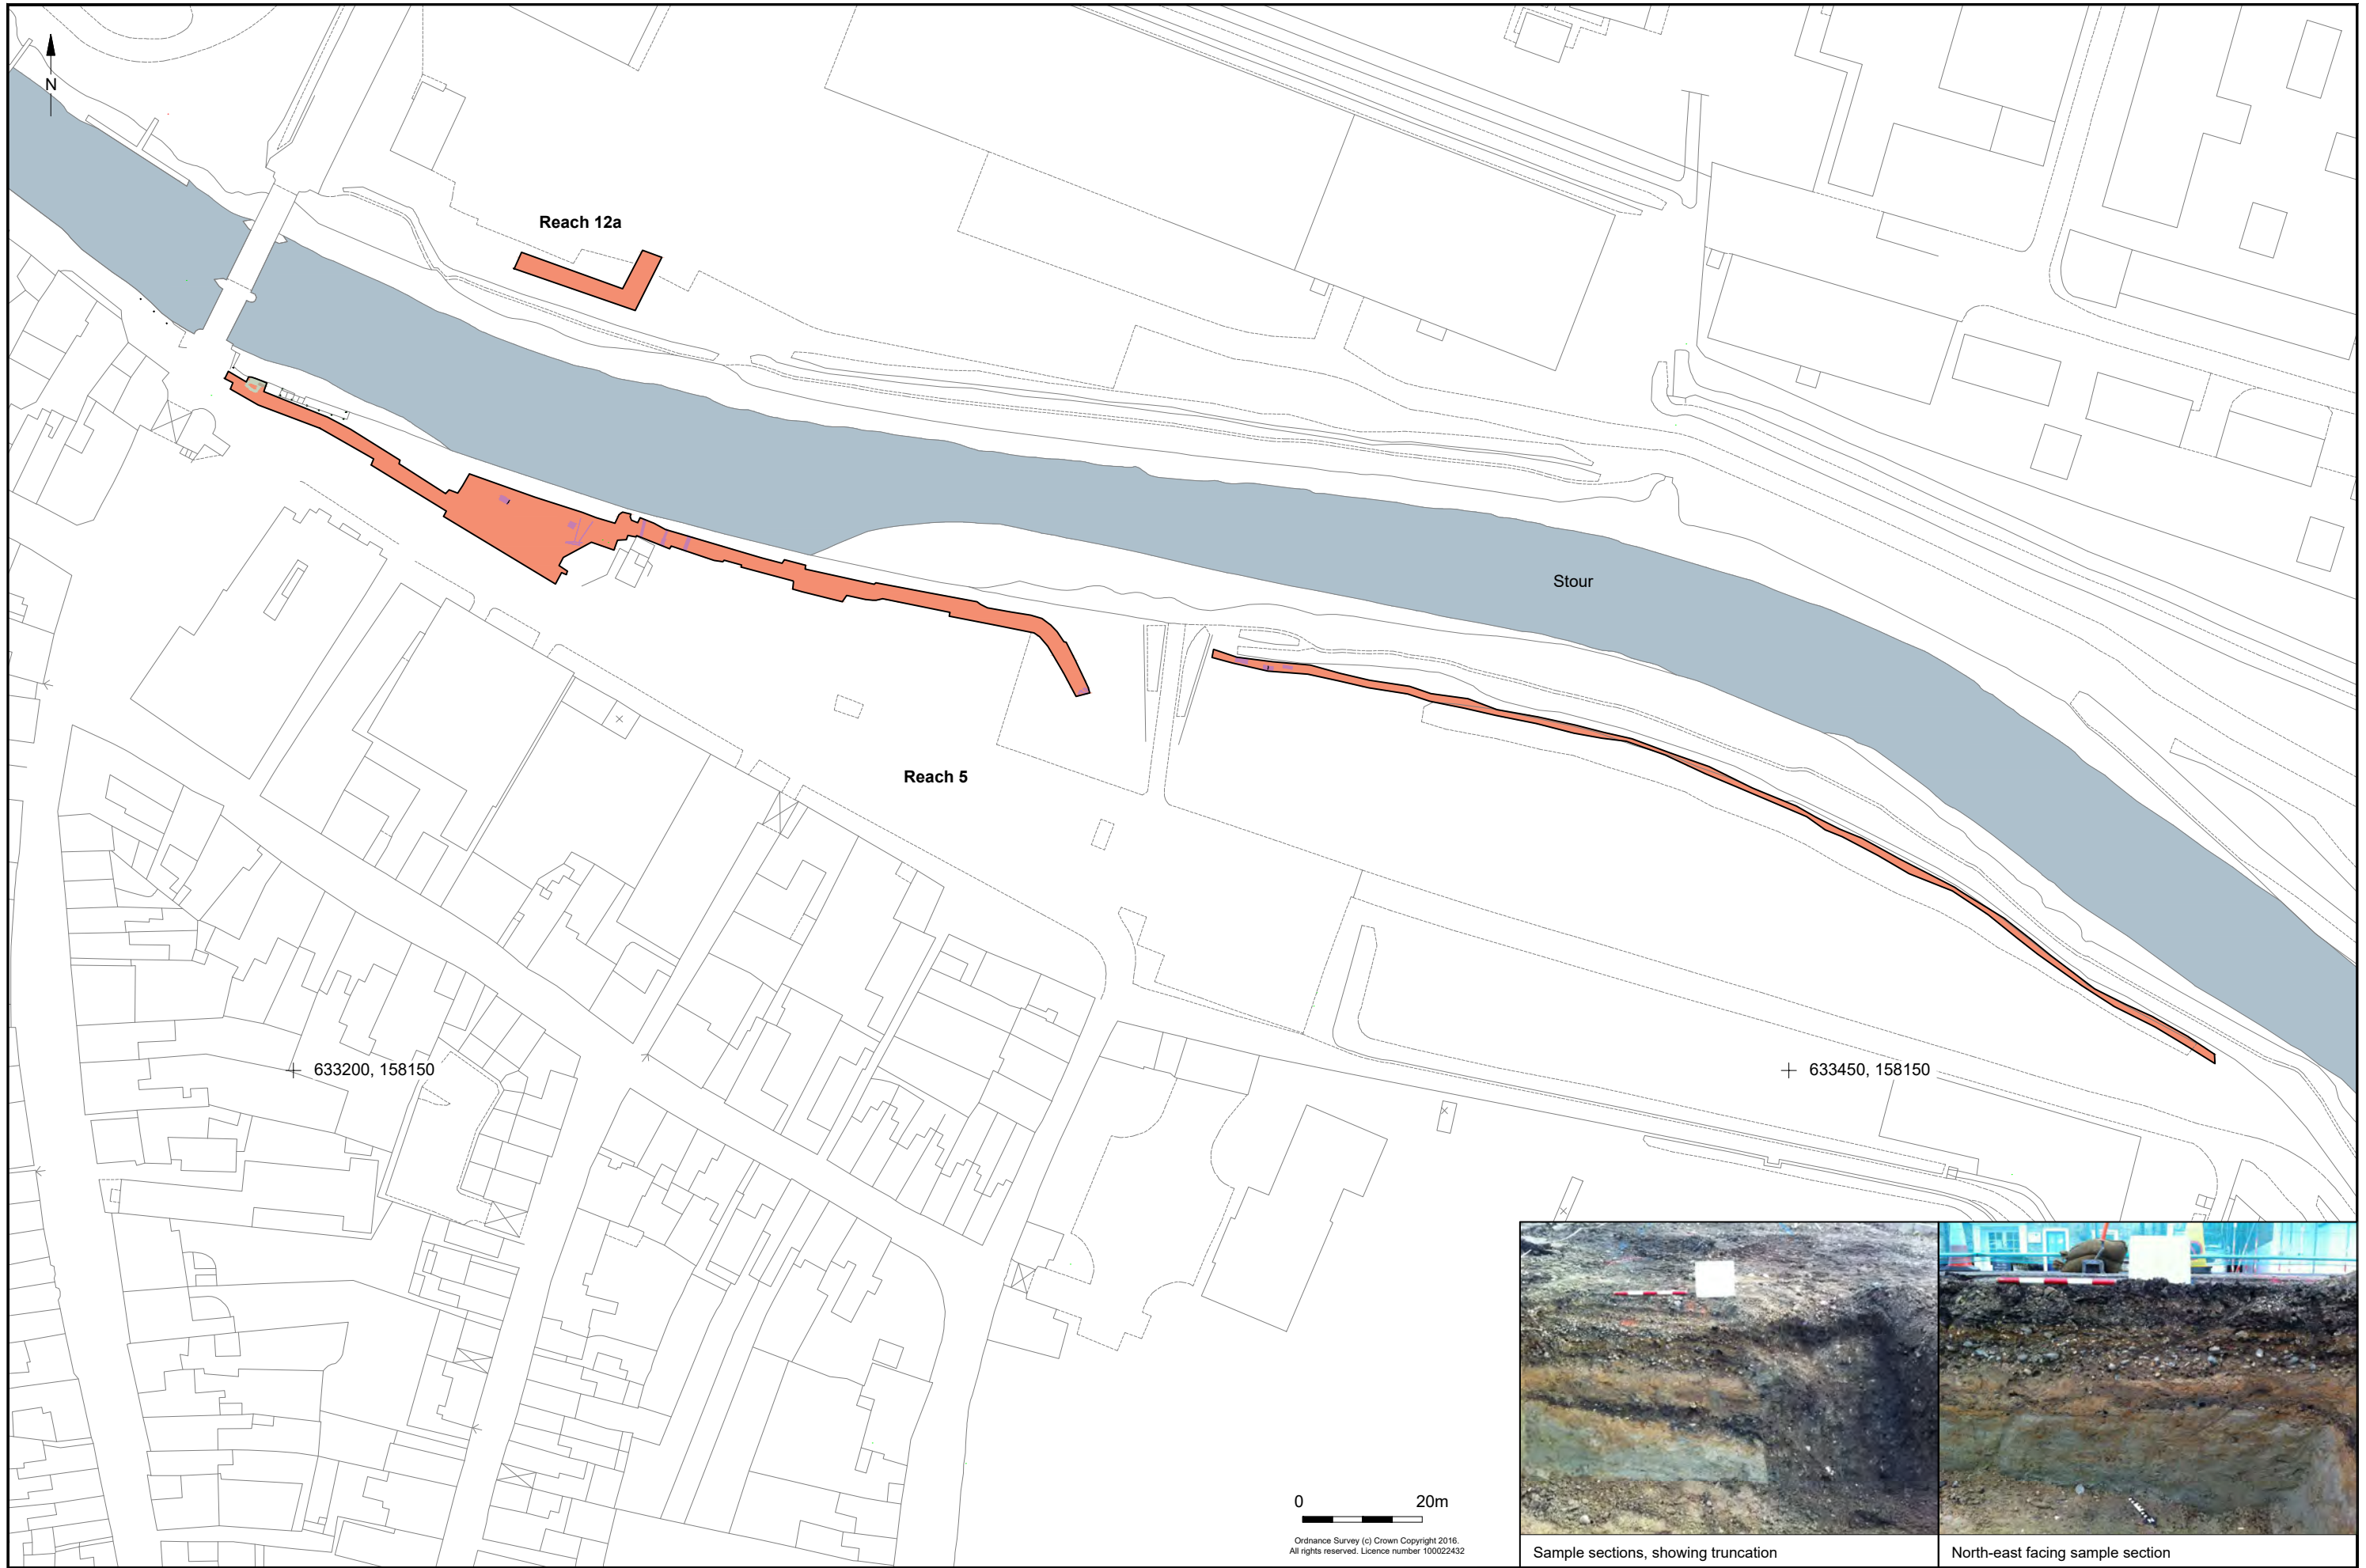 N
Reach 12a
Stour
Reach 5
633200, 158150
633450, 158150
0 20m
Ordnance Survey (c) Crown Copyright 2016.
All rights reserved. Licence number 100022432
Sample sections, showing truncation
North-east facing sample section